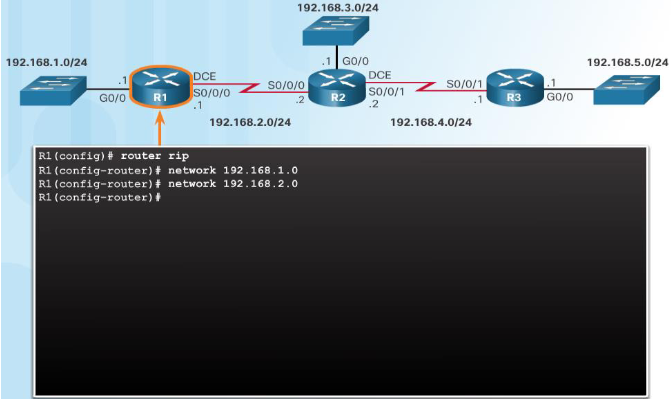 192.168.3.0/24
192.168.1.0/24
192.168.5.0/24
.1 G0/0
.1
G0/0
R1
DCE
S0/0/0
.1
S0/0/0
.2
R2
DCE
S0/0/1
.2
S0/0/1
.1
R3
.1
G0/0
192.168.2.0/24
192.168.4.0/24
R1(config)# router rip
R1(config-router)# network 192.168.1.0
R1(config-router)# network 192.168.2.0
R1(config-router)#